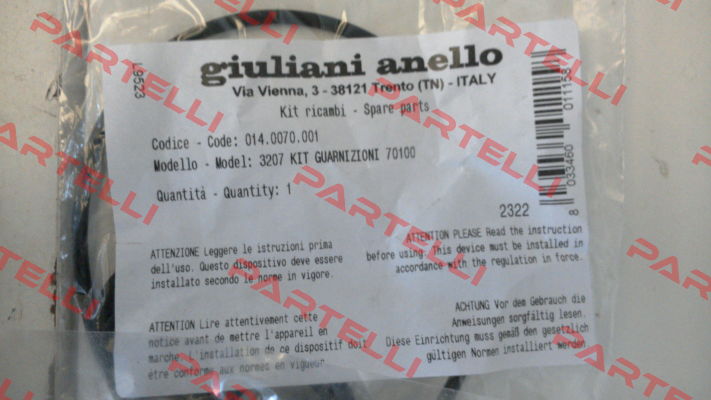 giuliani anello
Via Vienna, 3 - 38121 Trento (TN) - ITALY
Kit ricambi - Spare parts
Codice - Code: 014.0070.001
Modello - Model: 3207 KIT GUARNIZIONI 70100
Quantità - Quantity: 1
2322
L9523
8 033460 011158
ATTENZIONE Leggere le istruzioni prima
dell'uso. Questo dispositivo deve essere
installato secondo le norme in vigore.
ATTENTION PLEASE Read the instruction
before using. This device must be installed in
accordance with the regulation in force.
ATTENTION Lire attentivement cette
notice avant de mettre l'appareil en
marche. L'installation de ce dispositif doit
etre conforme aux normes en vigueur.
ACHTUNG Vor dem Gebrauch die
Anweisungen sorgfältig lesen.
Diese Einrichtung muss gemäß den gesetzlich
gültigen Normen installiert werden
PARTELLI
PARTELLI
PARTELLI
PARTELLI
PARTELLI